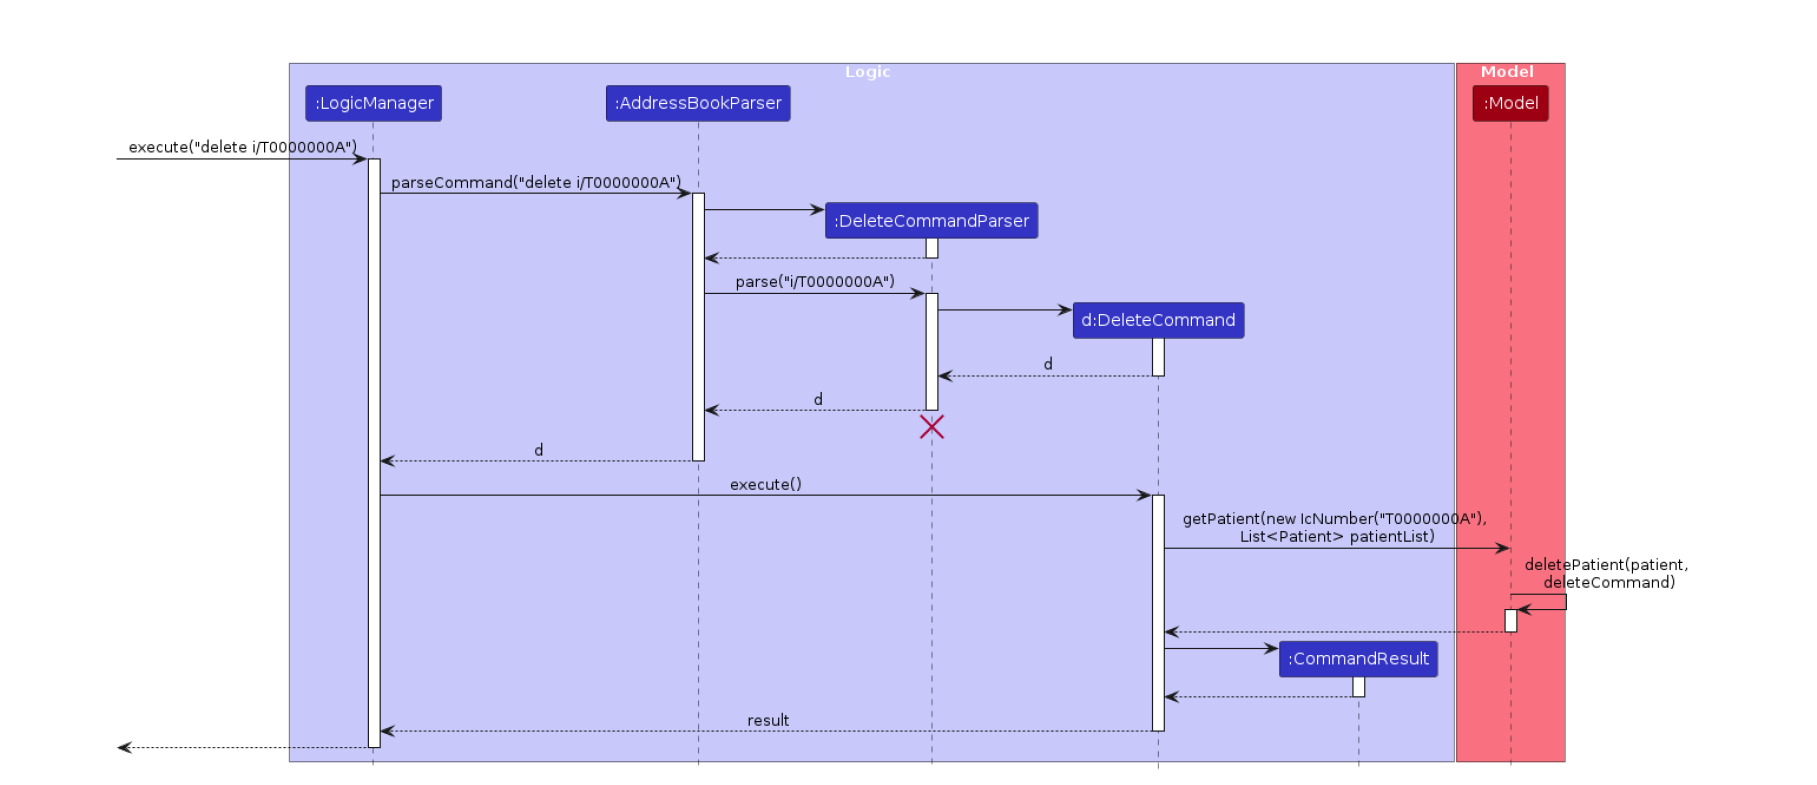 Logic
Model
:LogicManager
:AddressBookParser
:Model
execute("delete i/T0000000A")
parseCommand("delete i/T0000000A")
:DeleteCommandParser
parse("i/T0000000A")
d:DeleteCommand
d
d
d
execute()
getPatient(new IcNumber("T0000000A"),
List<Patient> patientList)
deletePatient(patient,
deleteCommand)
:CommandResult
result